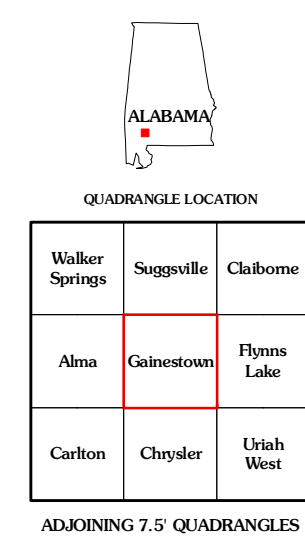 ALABAMA
QUADRANGLE LOCATION
Walker
Springs
Suggsville
Claiborne
Alma
Gainestown
Flynns
Lake
Carlton
Chrysler
Uriah
West
ADJOINING 7.5' QUADRANGLES